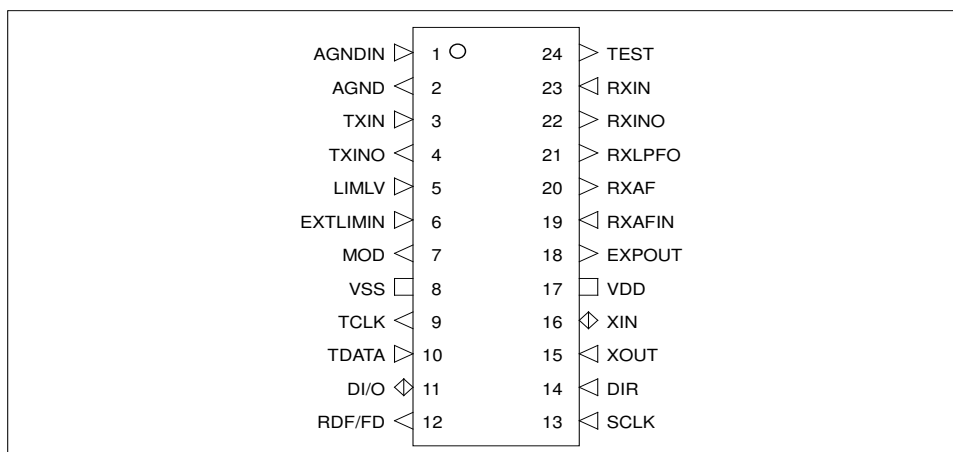 AGNDIN 1 24 TEST
AGND 2 23 RXIN
TXIN 3 22 RXINO
TXINO 4 21 RXLPFO
LIMLV 5 20 RXAF
EXTLIMIN 6 19 RXAFIN
MOD 7 18 EXPOUT
VSS 8 17 VDD
TCLK 9 16 XIN
TDATA 10 15 XOUT
DI/O 11 14 DIR
RDF/FD 12 13 SCLK